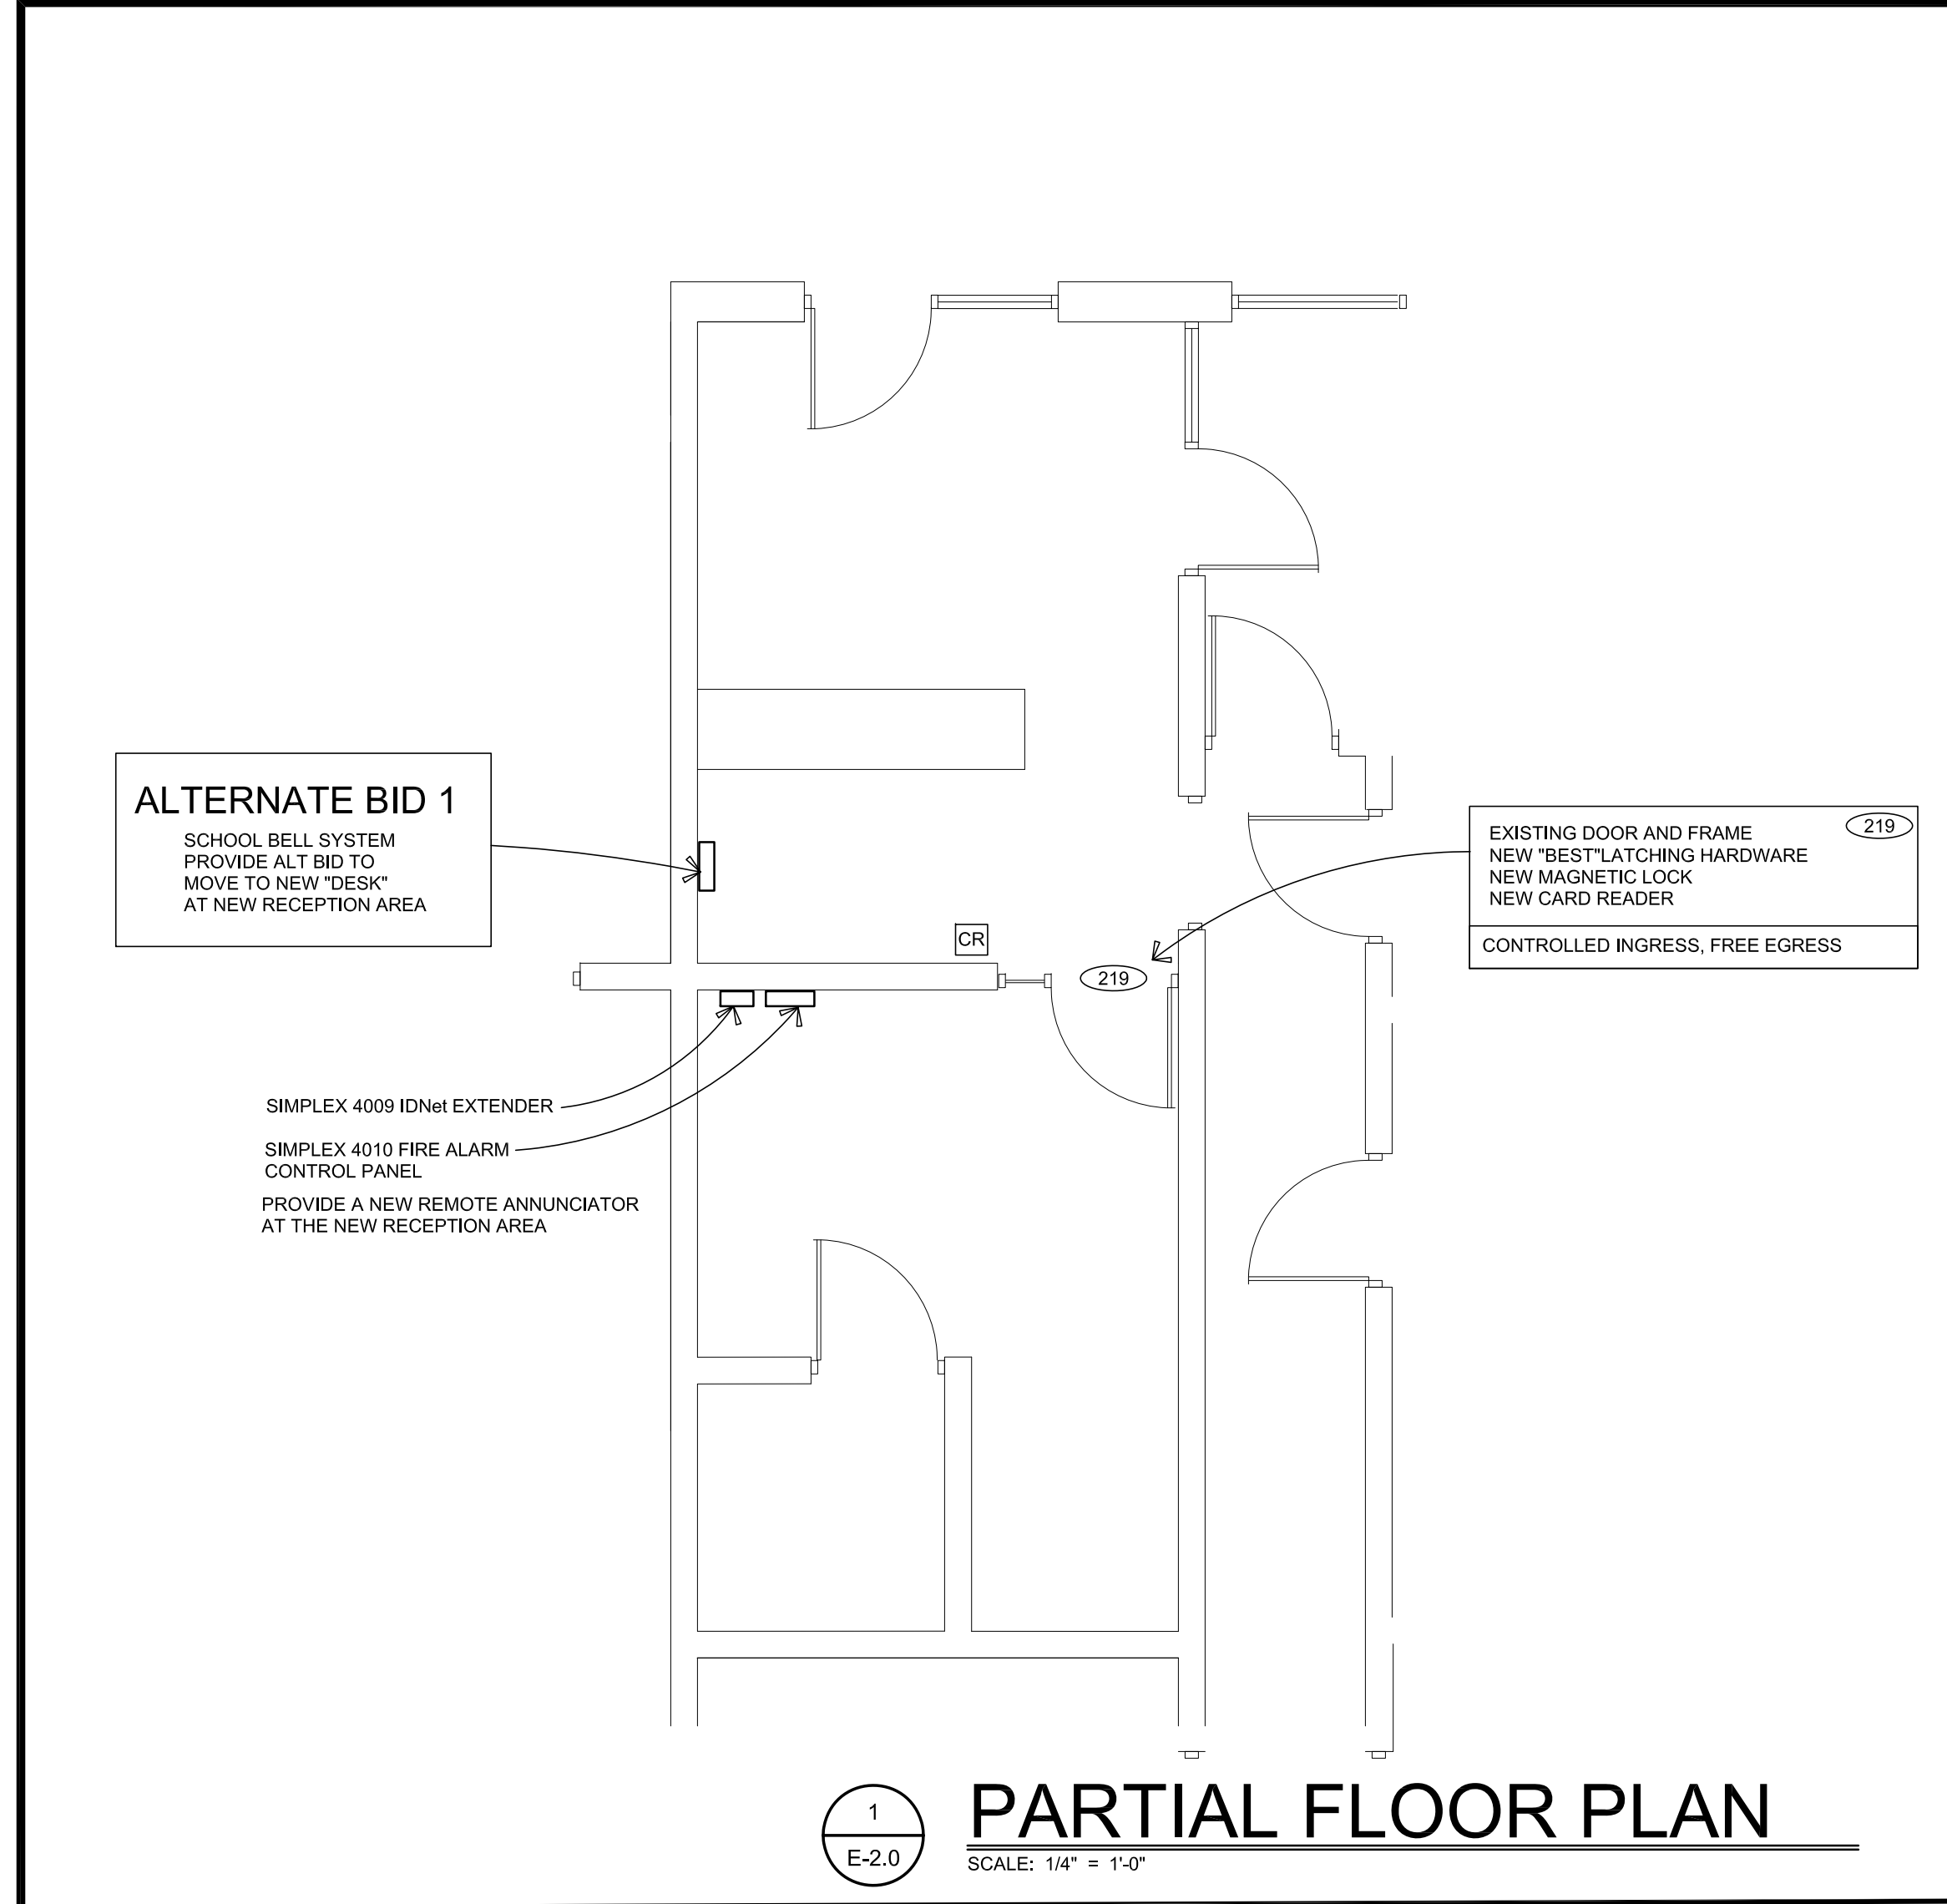 ALTERNATE BID 1
SCHOOL BELL SYSTEM
PROVIDE ALT BID TO
MOVE TO NEW "DESK"
AT NEW RECEPTION AREA
219
EXISTING DOOR AND FRAME
NEW "BEST"LATCHING HARDWARE
NEW MAGNETIC LOCK
NEW CARD READER
CONTROLLED INGRESS, FREE EGRESS
CR
219
SIMPLEX 4009 IDNet EXTENDER
SIMPLEX 4010 FIRE ALARM
CONTROL PANEL
PROVIDE A NEW REMOTE ANNUNCIATOR
AT THE NEW RECEPTION AREA
1
E-2.0
PARTIAL FLOOR PLAN
SCALE: 1/4" = 1'-0"